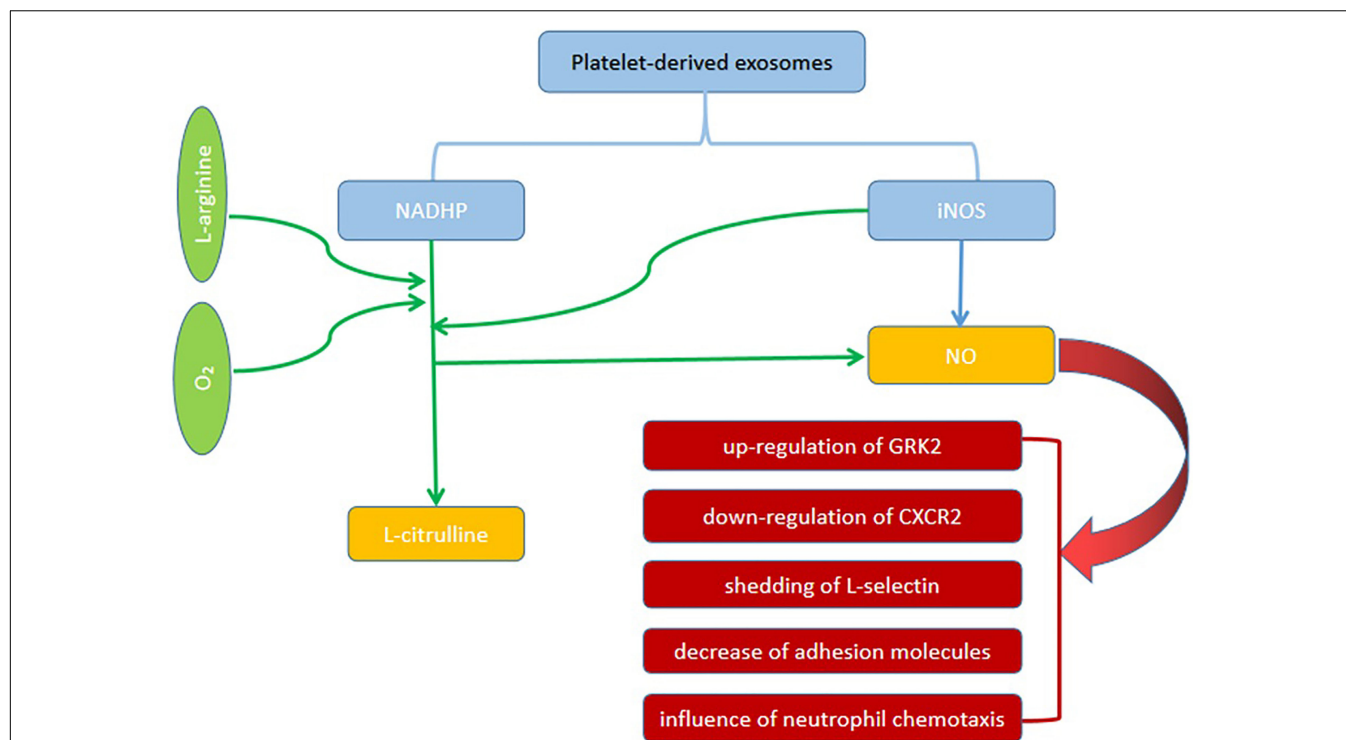 Platelet-derived exosomes
L-arginine
NADHP
iNOS
O₂
NO
up-regulation of GRK2
down-regulation of CXCR2
L-citrulline
shedding of L-selectin
decrease of adhesion molecules
influence of neutrophil chemotaxis